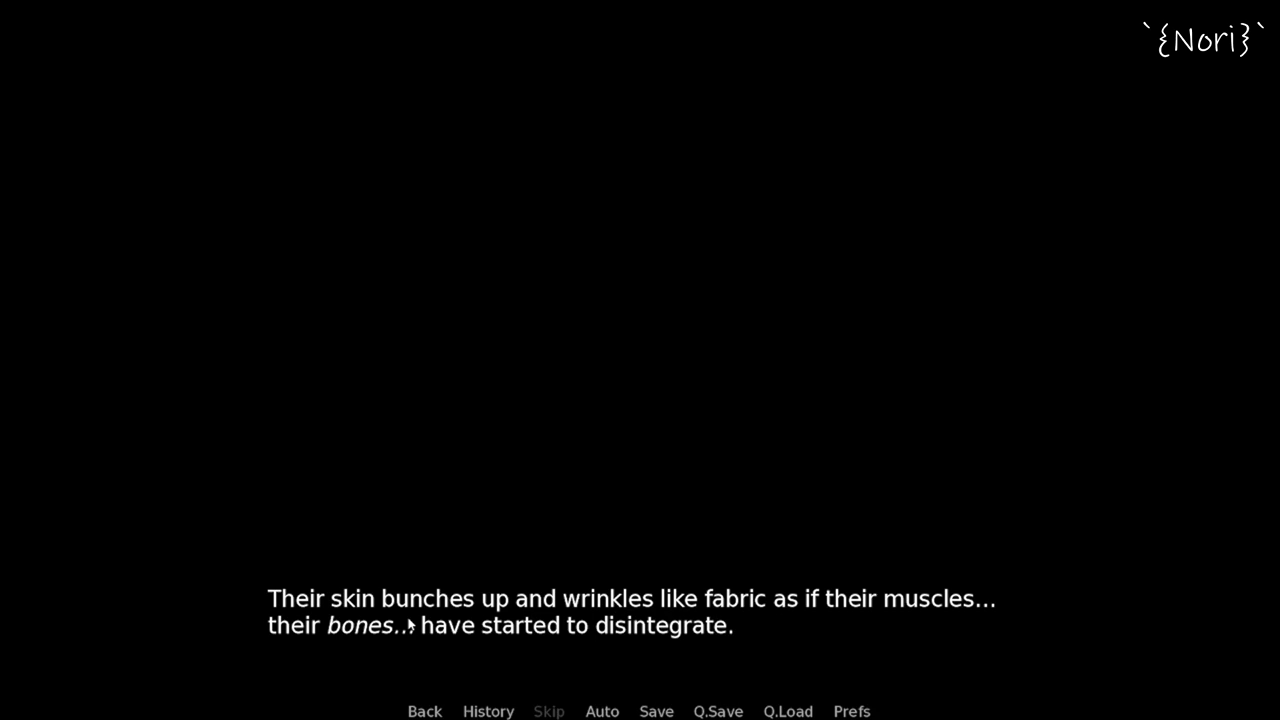 `{Nori}`
Their skin bunches up and wrinkles like fabric as if their muscles...
their bones... have started to disintegrate.
Back History Skip Auto Save Q.Save Q.Load Prefs